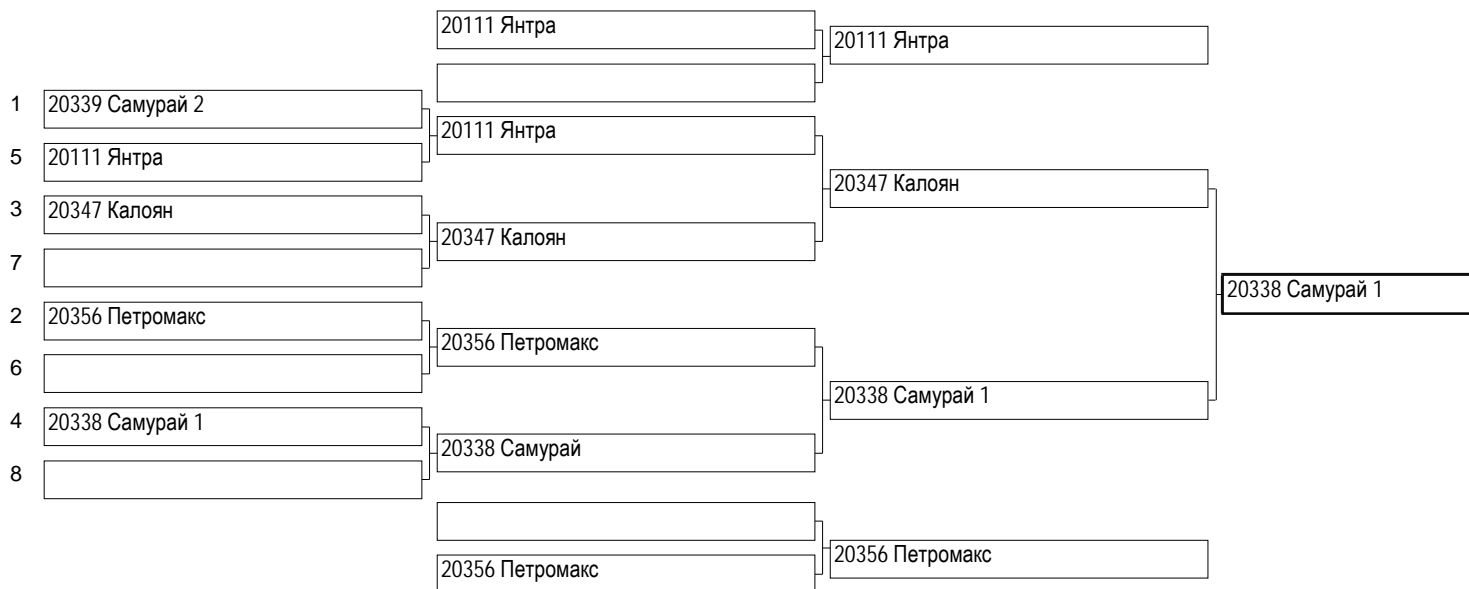 20111 Янтра
20111 Янтра
1 20339 Самурай 2
20111 Янтра
5 20111 Янтра
20347 Калоян
3 20347 Калоян
20347 Калоян
7
20338 Самурай 1
2 20356 Петромакс
20356 Петромакс
6
20338 Самурай 1
4 20338 Самурай 1
20338 Самурай
8
20356 Петромакс
20356 Петромакс